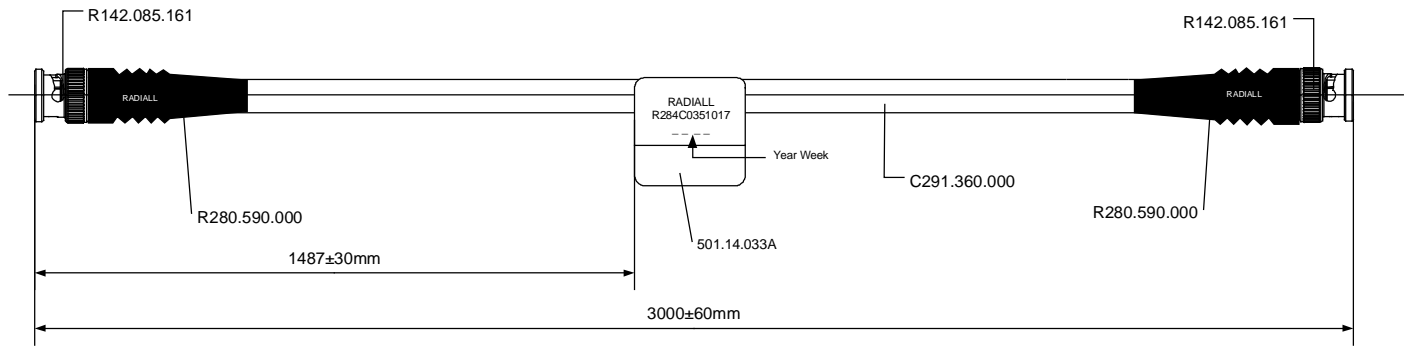 R142.085.161
R142.085.161
RADIALL
RADIALL
RADIALL
R284C0351017
_ _ _ _
Year Week
C291.360.000
R280.590.000
R280.590.000
501.14.033A
1487±30mm
3000±60mm